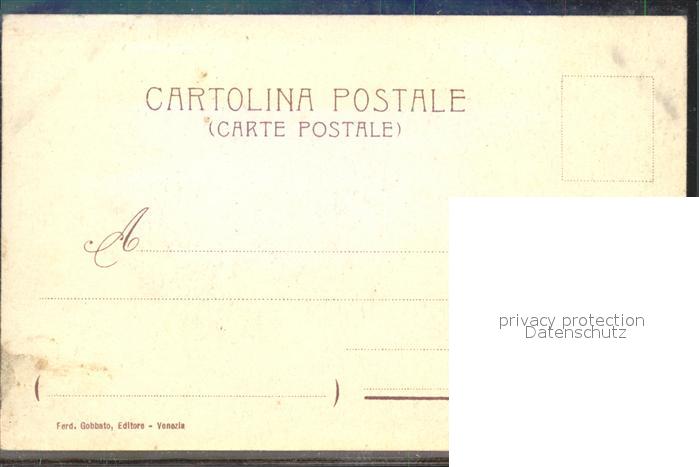 CARTOLINA POSTALE
(CARTE POSTALE)
A
privacy protection
Datenschutz
( )
Ferd. Gobbato, Editore - Venezia